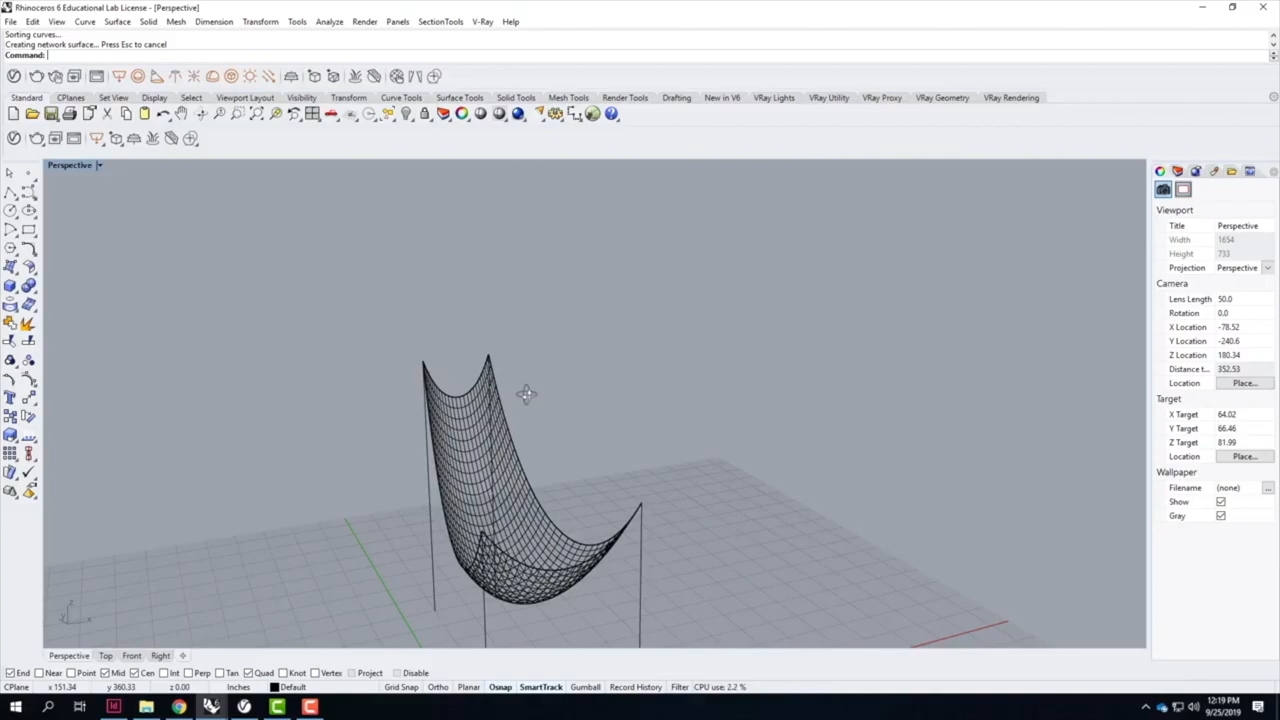 Rhinoceros 6 Educational Lab License - [Perspective]
File Edit View Curve Surface Solid Mesh Dimension Transform Tools Analyze Render Panels SectionTools V-Ray Help
Sorting curves...
Creating network surface... Press Esc to cancel
Command:
Standard CPlanes Set View Display Select Viewport Layout Visibility Transform Curve Tools Surface Tools Solid Tools Mesh Tools Render Tools Drafting New in V6 VRay Lights VRay Utility VRay Proxy VRay Geometry VRay Rendering
Perspective
Viewport
Title Perspective
Width 1654
Height 733
Projection Perspective
Camera
Lens Length 50.0
Rotation 0.0
X Location -78.52
Y Location -240.6
Z Location 180.34
Distance t... 352.53
Location Place...
Target
X Target 64.02
Y Target 66.46
Z Target 81.99
Location Place...
Wallpaper
Filename (none) ...
Show
Gray
z
y x
Perspective Top Front Right
End Near Point Mid Cen Int Perp Tan Quad Knot Vertex Project Disable
CPlane x 151.34 y 360.33 z 0.00 Inches Default Grid Snap Ortho Planar Osnap SmartTrack Gumball Record History Filter CPU use: 2.2 %
12:19 PM
9/25/2019